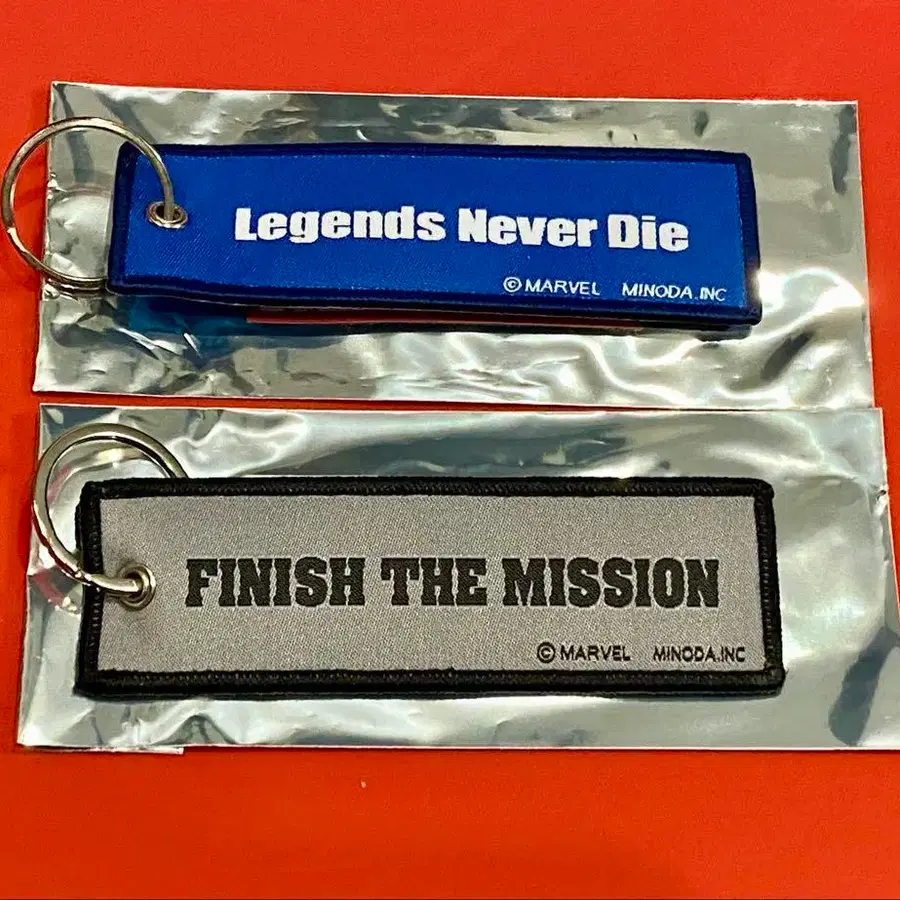 Legends Never Die
©MARVEL MINODA.INC
FINISH THE MISSION
©MARVEL MINODA.INC